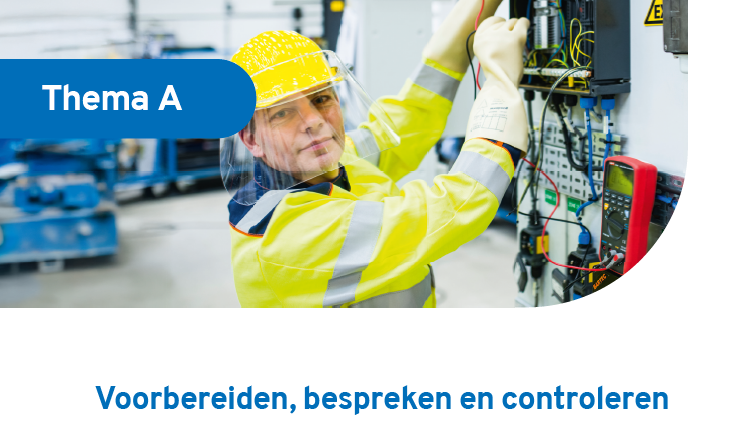 Thema A
Voorbereiden, bespreken en controleren